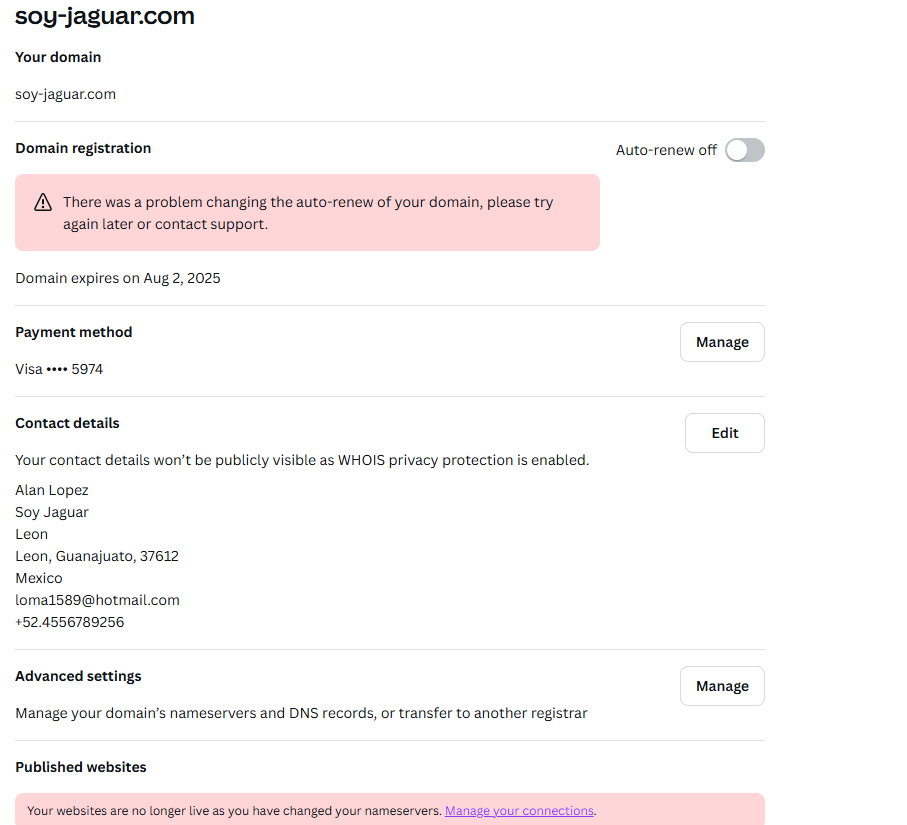 soy-jaguar.com
Your domain
soy-jaguar.com
Domain registration
Auto-renew off
There was a problem changing the auto-renew of your domain, please try
again later or contact support.
Domain expires on Aug 2, 2025
Payment method
Manage
Visa •••• 5974
Contact details
Edit
Your contact details won’t be publicly visible as WHOIS privacy protection is enabled.
Alan Lopez
Soy Jaguar
Leon
Leon, Guanajuato, 37612
Mexico
loma1589@hotmail.com
+52.4556789256
Advanced settings
Manage
Manage your domain’s nameservers and DNS records, or transfer to another registrar
Published websites
Your websites are no longer live as you have changed your nameservers. Manage your connections.